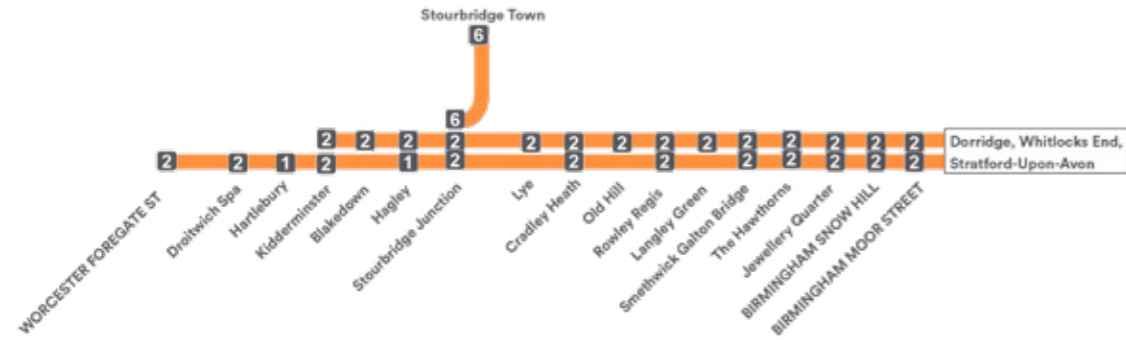 Stourbridge Town
6
6
2 2 2 2 2 2 2 2 2 2 2 2 2 2
Dorridge, Whitlocks End,
2 2 1 2 1 2 2 2 2 2 2 2 2
Stratford-Upon-Avon
WORCESTER FOREGATE ST
Droitwich Spa
Hartlebury
Kidderminster
Blakedown
Hagley
Stourbridge Junction
Lye
Cradley Heath
Old Hill
Rowley Regis
Langley Green
Smethwick Galton Bridge
The Hawthorns
Jewellery Quarter
BIRMINGHAM SNOW HILL
BIRMINGHAM MOOR STREET